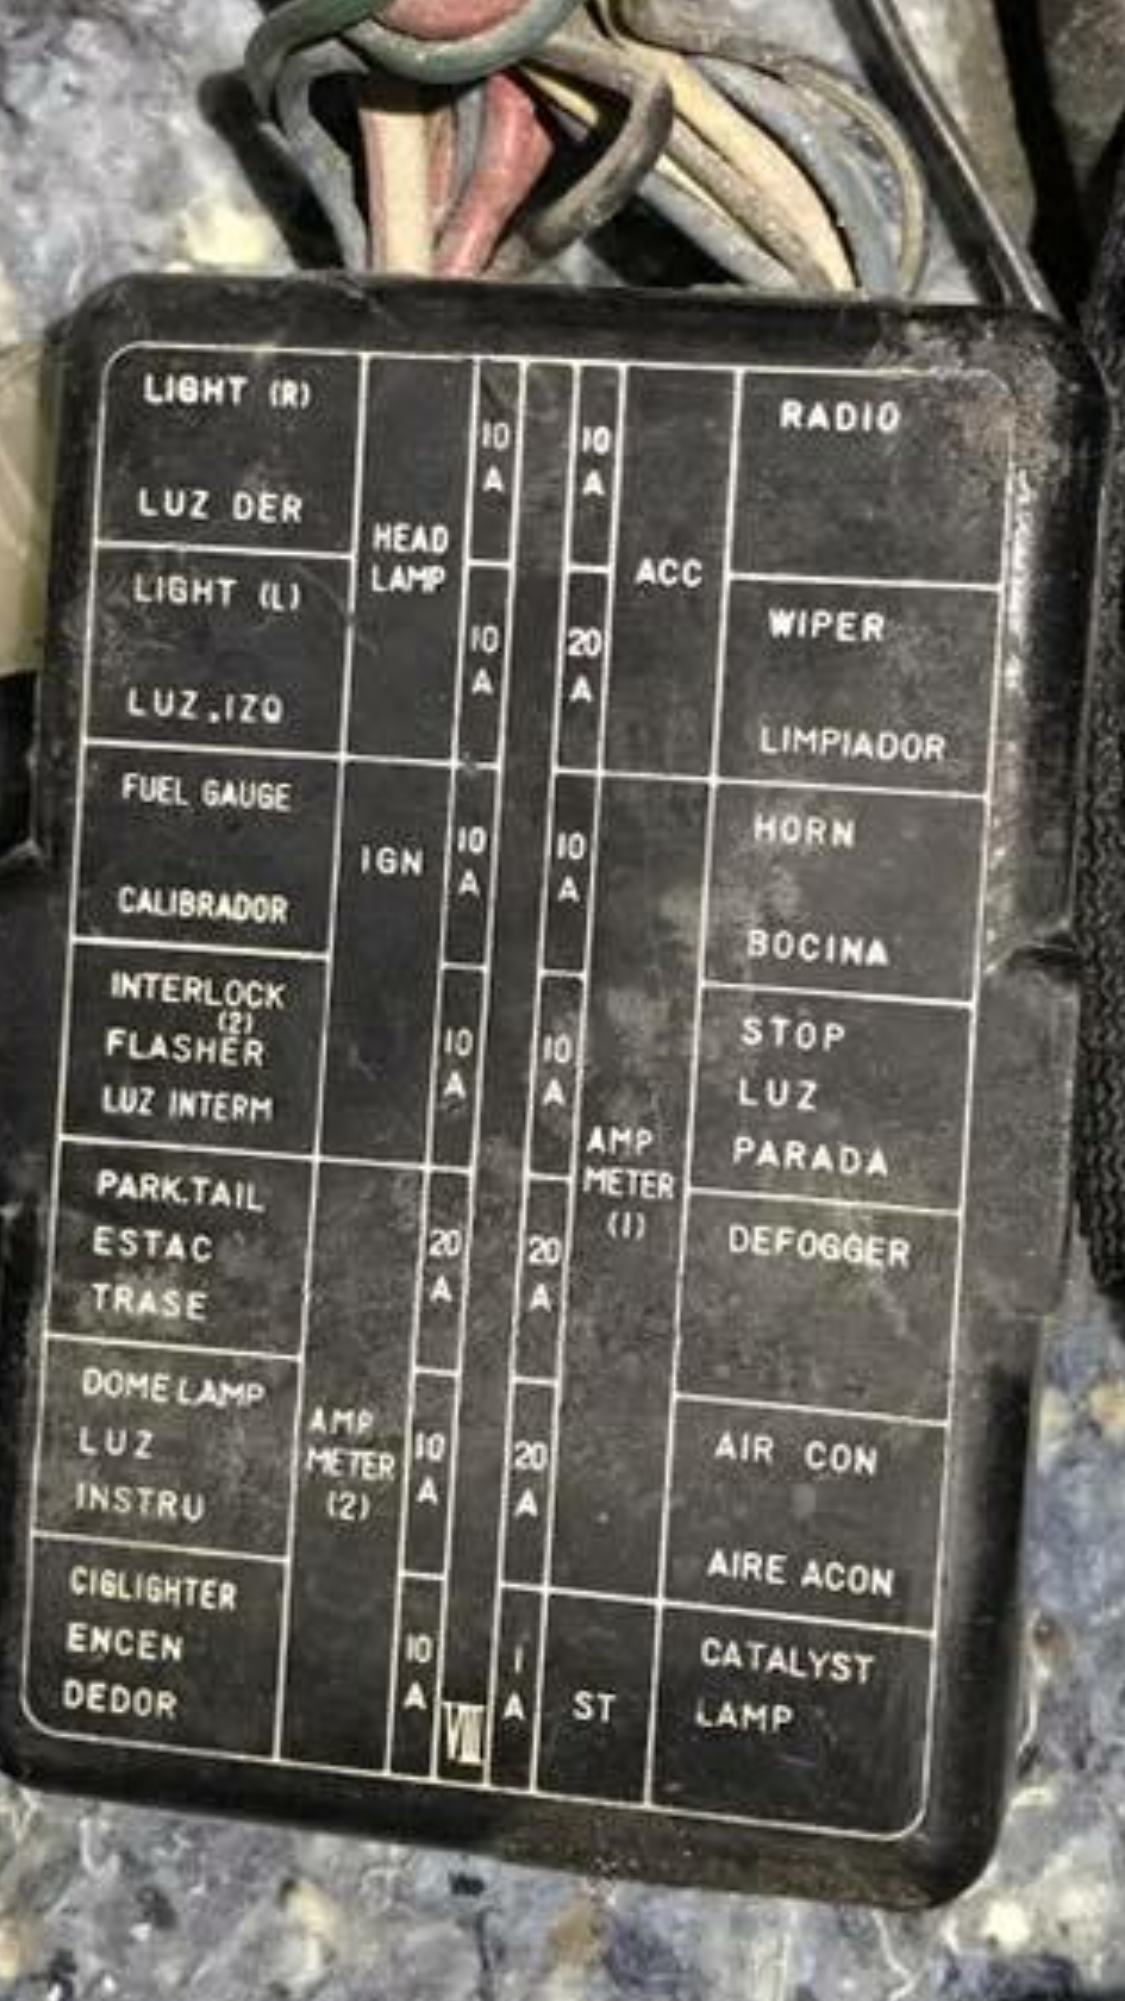 LIGHT (R)
LUZ DER
LIGHT (L)
LUZ.IZQ
FUEL GAUGE
CALIBRADOR
INTERLOCK
(2)
FLASHER
LUZ INTERM
PARK.TAIL
ESTAC
TRASE
DOME LAMP
LUZ
INSTRU
CIGLIGHTER
ENCEN
DEDOR
HEAD
LAMP
IGN
AMP
METER
(2)
10
A
10
A
10
A
10
A
20
A
10
A
10
A
VIII
10
A
20
A
10
A
10
A
20
A
20
A
1
A
ACC
AMP
METER
(1)
ST
RADIO
WIPER
LIMPIADOR
HORN
BOCINA
STOP
LUZ
PARADA
DEFOGGER
AIR CON
AIRE ACON
CATALYST
LAMP